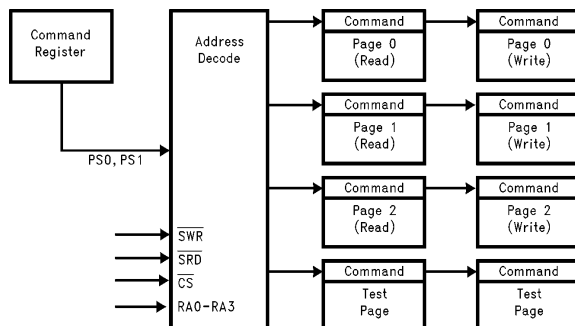 Command
Register
Address
Decode
PS0, PS1
SWR
SRD
CS
RA0-RA3
Command
Page 0
(Read)
Command
Page 0
(Write)
Command
Page 1
(Read)
Command
Page 1
(Write)
Command
Page 2
(Read)
Command
Page 2
(Write)
Command
Test
Page
Command
Test
Page